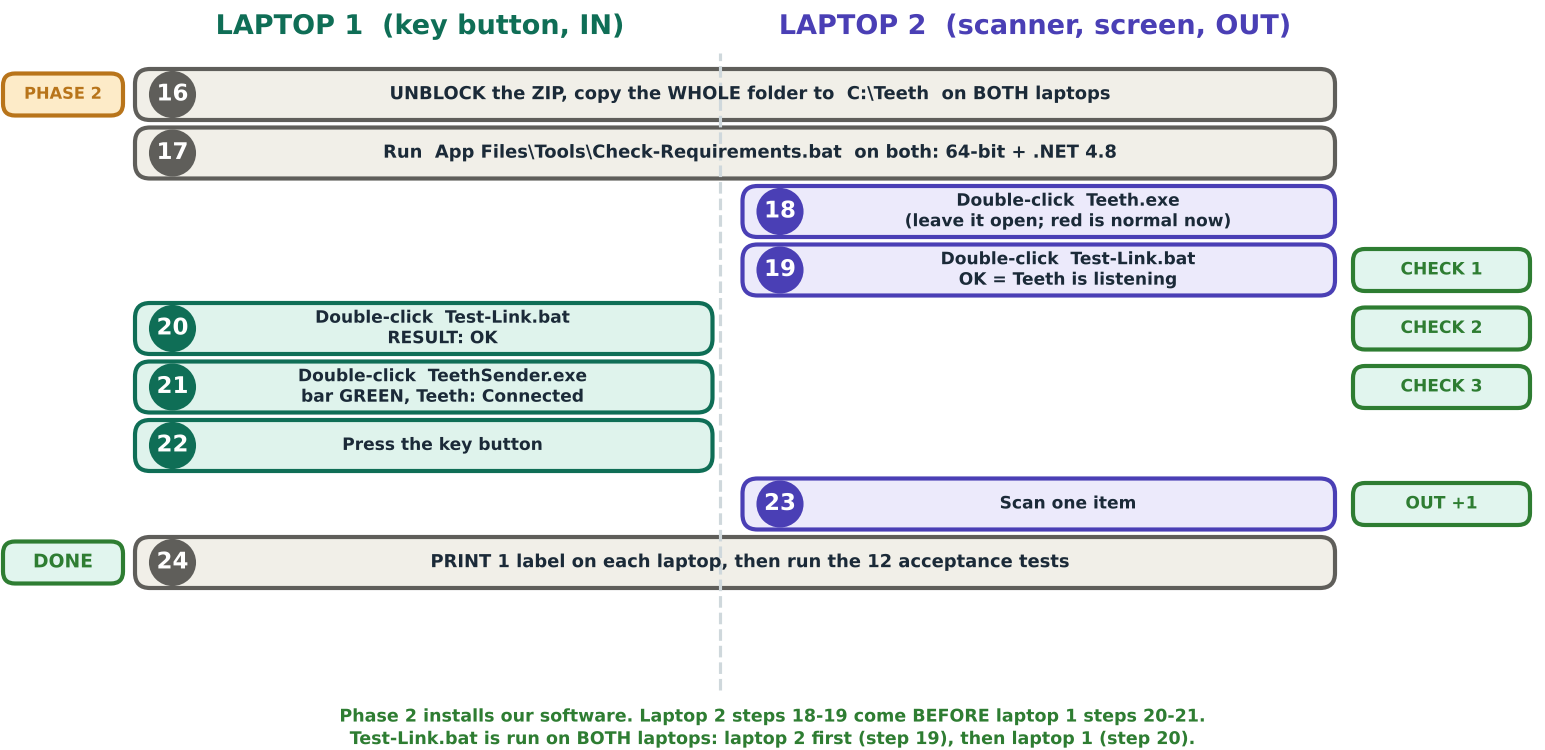 LAPTOP 1  (key button, IN)
LAPTOP 2  (scanner, screen, OUT)
PHASE 2
16
UNBLOCK the ZIP, copy the WHOLE folder to  C:\Teeth  on BOTH laptops
17
Run  App Files\Tools\Check-Requirements.bat  on both: 64-bit + .NET 4.8
18
Double-click  Teeth.exe
(leave it open; red is normal now)
19
Double-click  Test-Link.bat
OK = Teeth is listening
CHECK 1
20
Double-click  Test-Link.bat
RESULT: OK
CHECK 2
21
Double-click  TeethSender.exe
bar GREEN, Teeth: Connected
CHECK 3
22
Press the key button
23
Scan one item
OUT +1
DONE
24
PRINT 1 label on each laptop, then run the 12 acceptance tests
Phase 2 installs our software. Laptop 2 steps 18-19 come BEFORE laptop 1 steps 20-21.
Test-Link.bat is run on BOTH laptops: laptop 2 first (step 19), then laptop 1 (step 20).